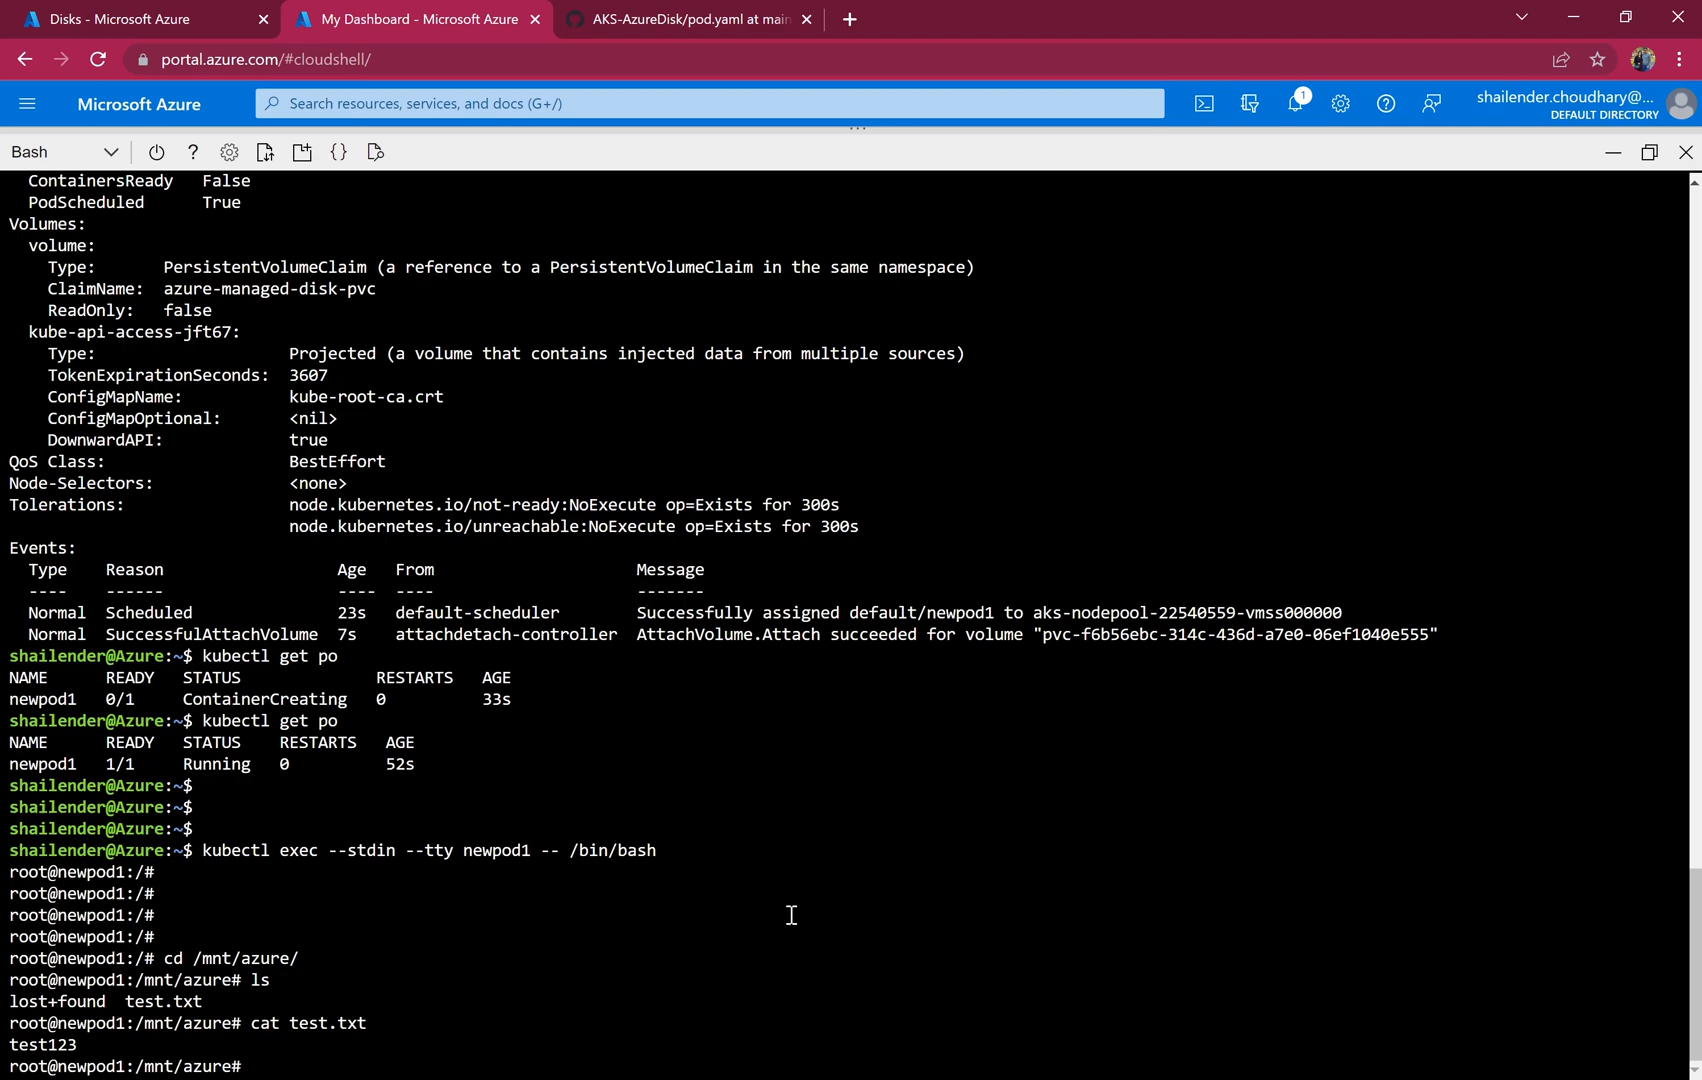 Disks - Microsoft Azure
My Dashboard - Microsoft Azure
AKS-AzureDisk/pod.yaml at main
portal.azure.com/#cloudshell/
Microsoft Azure
Search resources, services, and docs (G+/)
1
shailender.choudhary@...
DEFAULT DIRECTORY
Bash
ContainersReady False
PodScheduled True
Volumes:
volume:
Type: PersistentVolumeClaim (a reference to a PersistentVolumeClaim in the same namespace)
ClaimName: azure-managed-disk-pvc
ReadOnly: false
kube-api-access-jft67:
Type: Projected (a volume that contains injected data from multiple sources)
TokenExpirationSeconds: 3607
ConfigMapName: kube-root-ca.crt
ConfigMapOptional: <nil>
DownwardAPI: true
QoS Class: BestEffort
Node-Selectors: <none>
Tolerations: node.kubernetes.io/not-ready:NoExecute op=Exists for 300s
node.kubernetes.io/unreachable:NoExecute op=Exists for 300s
Events:
Type Reason Age From Message
---- ------ ---- ---- -------
Normal Scheduled 23s default-scheduler Successfully assigned default/newpod1 to aks-nodepool-22540559-vmss000000
Normal SuccessfulAttachVolume 7s attachdetach-controller AttachVolume.Attach succeeded for volume "pvc-f6b56ebc-314c-436d-a7e0-06ef1040e555"
shailender@Azure:~$ kubectl get po
NAME READY STATUS RESTARTS AGE
newpod1 0/1 ContainerCreating 0 33s
shailender@Azure:~$ kubectl get po
NAME READY STATUS RESTARTS AGE
newpod1 1/1 Running 0 52s
shailender@Azure:~$
shailender@Azure:~$
shailender@Azure:~$
shailender@Azure:~$ kubectl exec --stdin --tty newpod1 -- /bin/bash
root@newpod1:/#
root@newpod1:/#
root@newpod1:/#
root@newpod1:/#
root@newpod1:/# cd /mnt/azure/
root@newpod1:/mnt/azure# ls
lost+found test.txt
root@newpod1:/mnt/azure# cat test.txt
test123
root@newpod1:/mnt/azure#